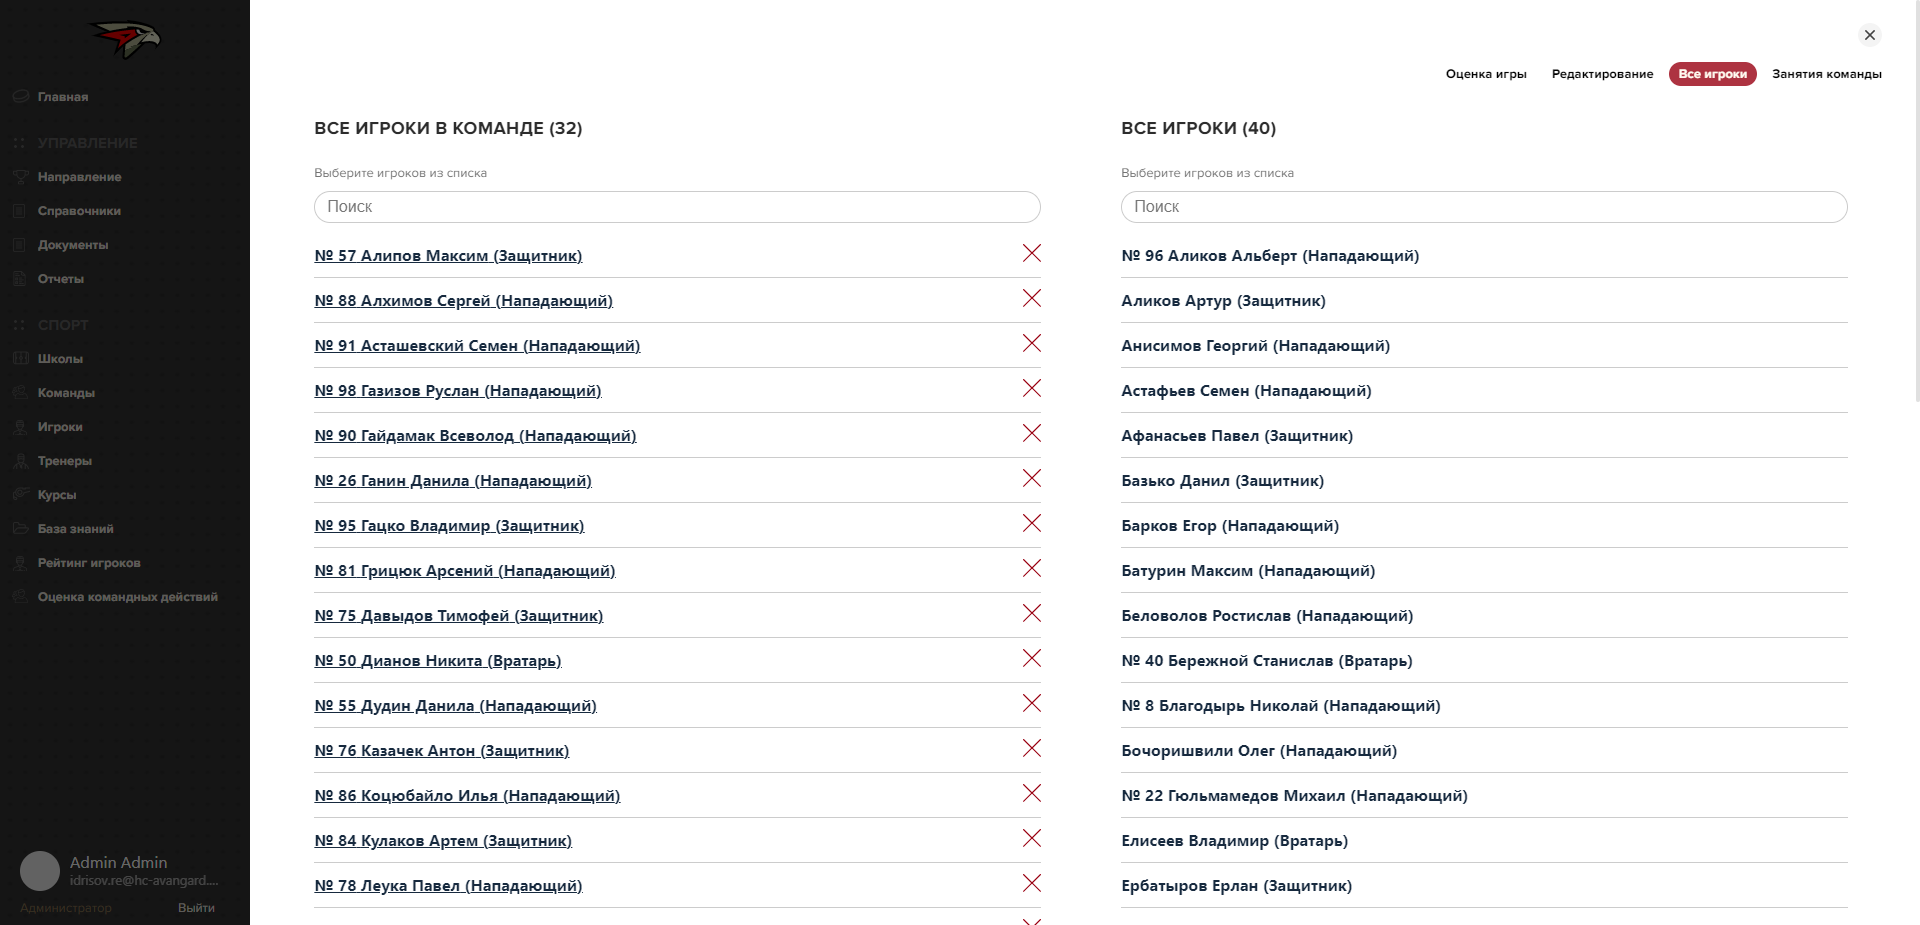 Главная
УПРАВЛЕНИЕ
Направление
Справочники
Документы
Отчеты
СПОРТ
Школы
Команды
Игроки
Тренеры
Курсы
База знаний
Рейтинг игроков
Оценка командных действий
Admin Admin
idrisov.re@hc-avangard....
Администратор
Выйти
Оценка игры
Редактирование
Все игроки
Занятия команды
ВСЕ ИГРОКИ В КОМАНДЕ (32)
Выберите игроков из списка
Поиск
№ 57 Алипов Максим (Защитник)
№ 88 Алхимов Сергей (Нападающий)
№ 91 Асташевский Семен (Нападающий)
№ 98 Газизов Руслан (Нападающий)
№ 90 Гайдамак Всеволод (Нападающий)
№ 26 Ганин Данила (Нападающий)
№ 95 Гацко Владимир (Защитник)
№ 81 Грицюк Арсений (Нападающий)
№ 75 Давыдов Тимофей (Защитник)
№ 50 Дианов Никита (Вратарь)
№ 55 Дудин Данила (Нападающий)
№ 76 Казачек Антон (Защитник)
№ 86 Коцюбайло Илья (Нападающий)
№ 84 Кулаков Артем (Защитник)
№ 78 Леука Павел (Нападающий)
ВСЕ ИГРОКИ (40)
Выберите игроков из списка
Поиск
№ 96 Аликов Альберт (Нападающий)
Аликов Артур (Защитник)
Анисимов Георгий (Нападающий)
Астафьев Семен (Нападающий)
Афанасьев Павел (Защитник)
Базько Данил (Защитник)
Барков Егор (Нападающий)
Батурин Максим (Нападающий)
Беловолов Ростислав (Нападающий)
№ 40 Бережной Станислав (Вратарь)
№ 8 Благодырь Николай (Нападающий)
Бочоришвили Олег (Нападающий)
№ 22 Гюльмамедов Михаил (Нападающий)
Елисеев Владимир (Вратарь)
Ербатыров Ерлан (Защитник)